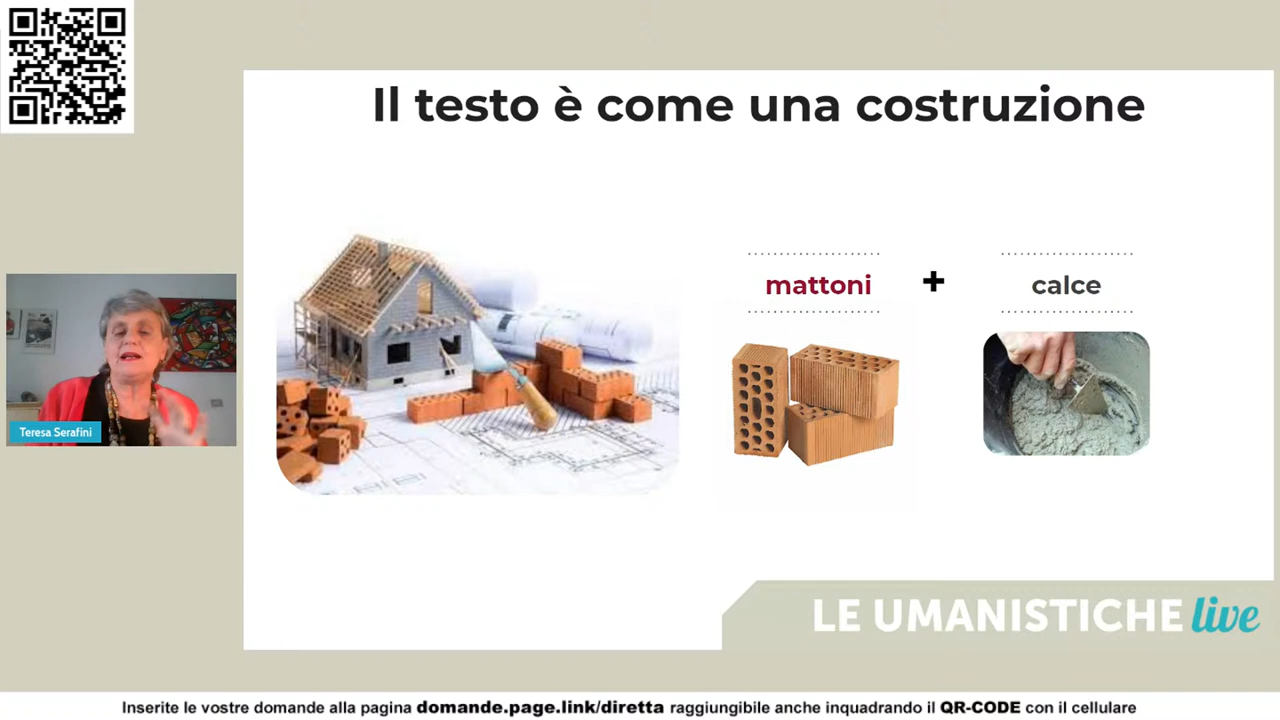 Il testo è come una costruzione
mattoni + calce
Teresa Serafini
LE UMANISTICHE live
Inserite le vostre domande alla pagina domande.page.link/diretta raggiungibile anche inquadrando il QR-CODE con il cellulare